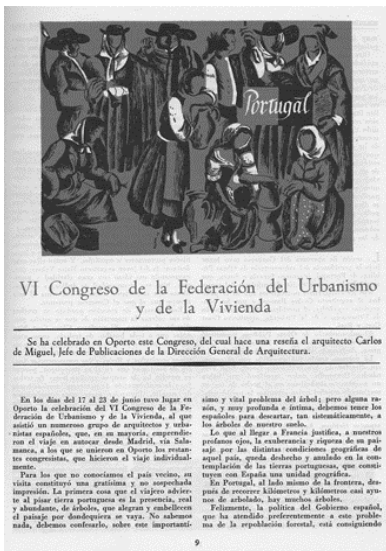 Portugal
VI Congreso de la Federación del Urbanismo
y de la Vivienda
Se ha celebrado en Oporto este Congreso, del cual hace una reseña el arquitecto Carlos
de Miguel, Jefe de Publicaciones de la Dirección General de Arquitectura.
En los días del 17 al 23 de junio tuvo lugar en
Oporto la celebración del VI Congreso de la Fe-
deración de Urbanismo y de la Vivienda, al que
asistió un numeroso grupo de arquitectos y urba-
nistas españoles, que, en su mayoría, emprendie-
ron el viaje en autocar desde Madrid, vía Sala-
manca, a los que se unieron en Oporto los restan-
tes congresistas, que hicieron el viaje individual-
mente.
Para los que no conocíamos el país vecino, su
visita constituyó una gratísima y no sospechada
impresión. La primera cosa que el viajero advier-
te al pisar tierra portuguesa es la presencia, real
y abundante, de árboles, que alegran y embellecen
el paisaje por dondequiera se vaya. No sabemos
nada, debemos confesarlo, sobre este importantí-
simo y vital problema del árbol; pero alguna ra-
zón, y muy profunda e íntima, debemos tener los
españoles para descartar, tan sistemáticamente, a
los árboles de nuestro suelo.
Lo que al llegar a Francia justifica, a nuestros
profanos ojos, la exuberancia y riqueza de su pai-
saje por las distintas condiciones geográficas de
aquel país, queda deshecho y anulado en la con-
templación de las tierras portuguesas, que consti-
tuyen con España una unidad geográfica.
En Portugal, al lado mismo de la frontera, des-
pués de recorrer kilómetros y kilómetros casi ayu-
nos de arbolado, hay muchos árboles.
Felizmente, la política del Gobierno español,
que ha atendido preferentemente a este proble-
ma de la repoblación forestal, está consiguiendo
9